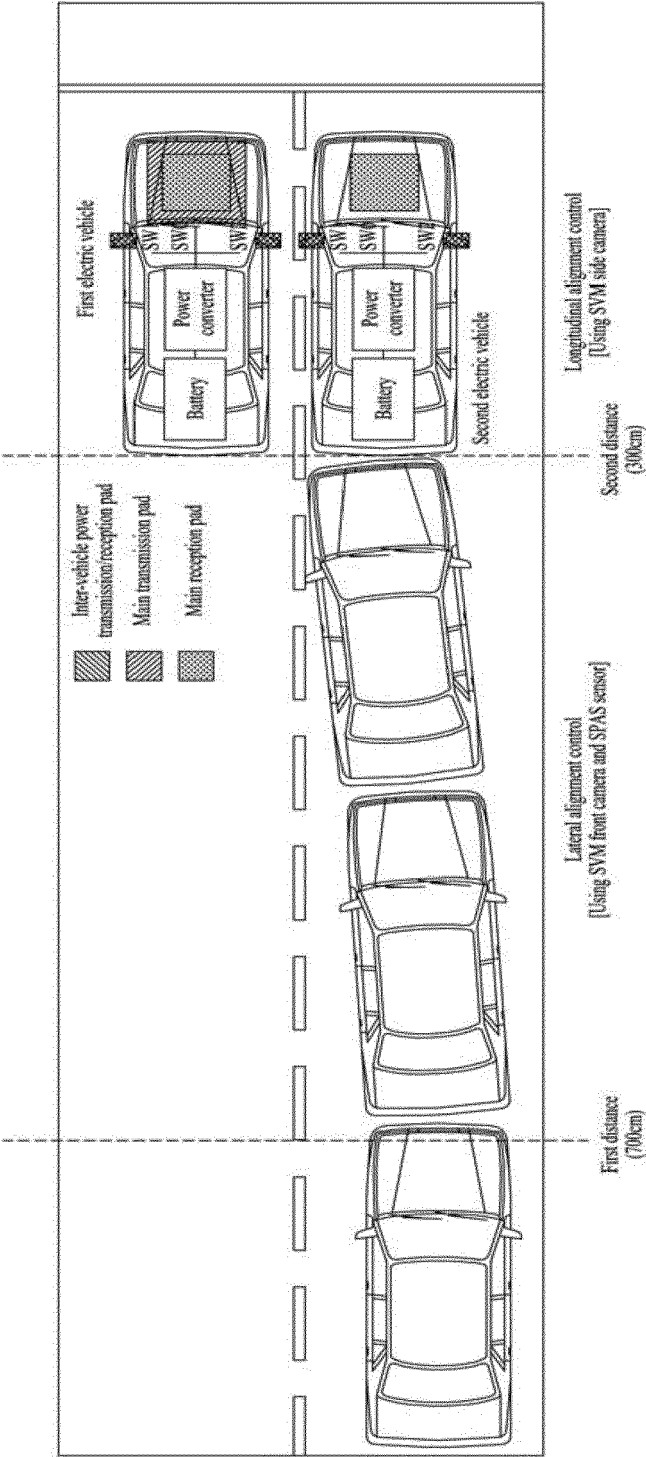 Inter-vehicle power
transmission/reception pad
Main transmission pad
Main reception pad
First electric vehicle
Battery
Power
converter
SW
SW
SW
Battery
Power
converter
SW
SW
SW
Second electric vehicle
Lateral alignment control
[Using SVM front camera and SPAS sensor]
Longitudinal alignment control
[Using SVM side camera]
First distance
(700cm)
Second distance
(300cm)